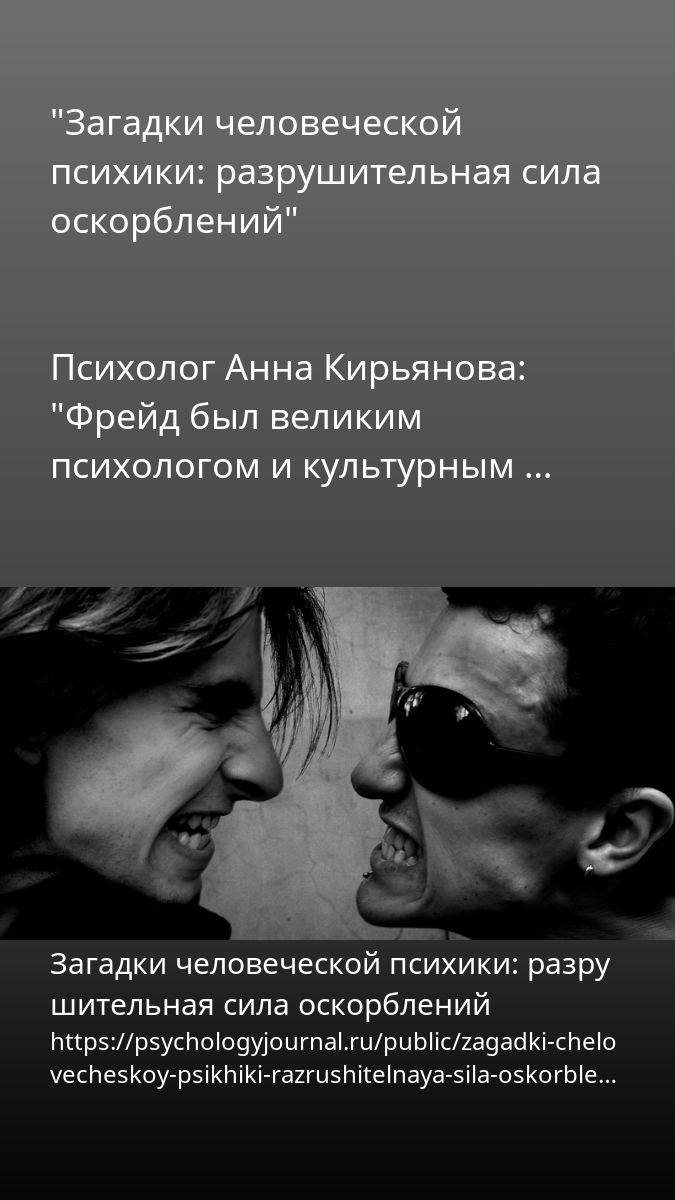 "Загадки человеческой
психики: разрушительная сила
оскорблений"
Психолог Анна Кирьянова:
"Фрейд был великим
психологом и культурным ...
Загадки человеческой психики: разру
шительная сила оскорблений
https://psychologyjournal.ru/public/zagadki-chelo
vecheskoy-psikhiki-razrushitelnaya-sila-oskorble...